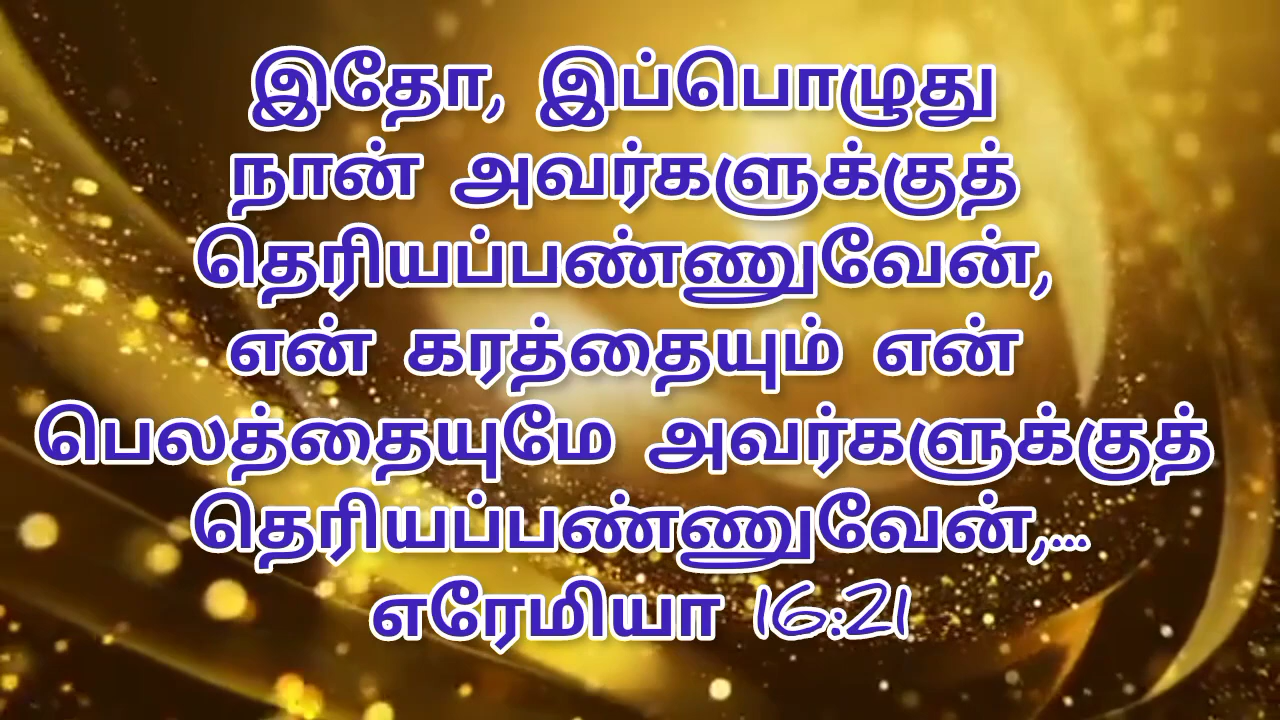 இதோ, இப்பொழுது
நான் அவர்களுக்குத்
தெரியப்பண்ணுவேன்,
என் கரத்தையும் என்
பெலத்தையுமே அவர்களுக்குத்
தெரியப்பண்ணுவேன்,...
எரேமியா 16:21